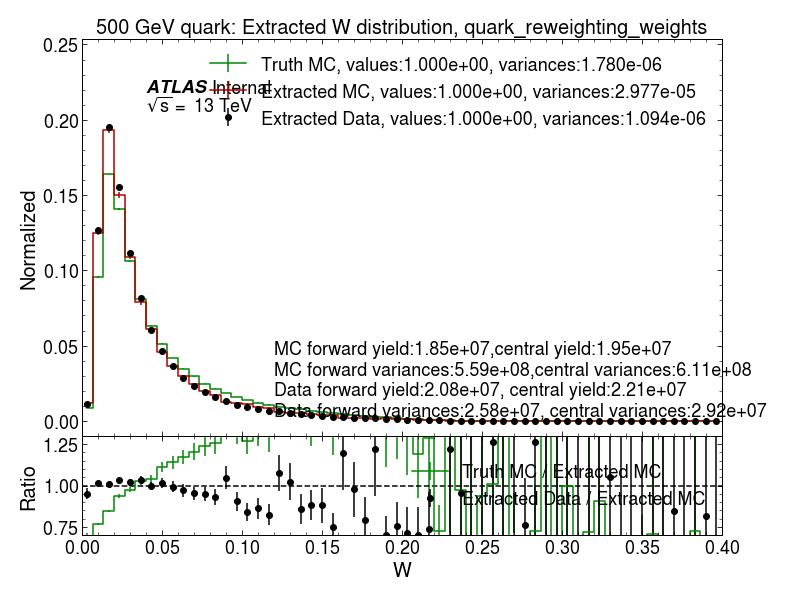 500 GeV quark: Extracted W distribution, quark_reweighting_weights
0.25
0.20
0.15
0.10
0.05
0.00
Normalized
Truth MC, values:1.000e+00, variances:1.780e-06
ATLAS Internal
Extracted MC, values:1.000e+00, variances:2.977e-05
√s = 13 TeV
Extracted Data, values:1.000e+00, variances:1.094e-06
MC forward yield:1.85e+07,central yield:1.95e+07
MC forward variances:5.59e+08,central variances:6.11e+08
Data forward yield:2.08e+07, central yield:2.21e+07
Data forward variances:2.58e+07, central variances:2.92e+07
1.25
1.00
0.75
Ratio
Truth MC / Extracted MC
Extracted Data / Extracted MC
0.00 0.05 0.10 0.15 0.20 0.25 0.30 0.35 0.40
W